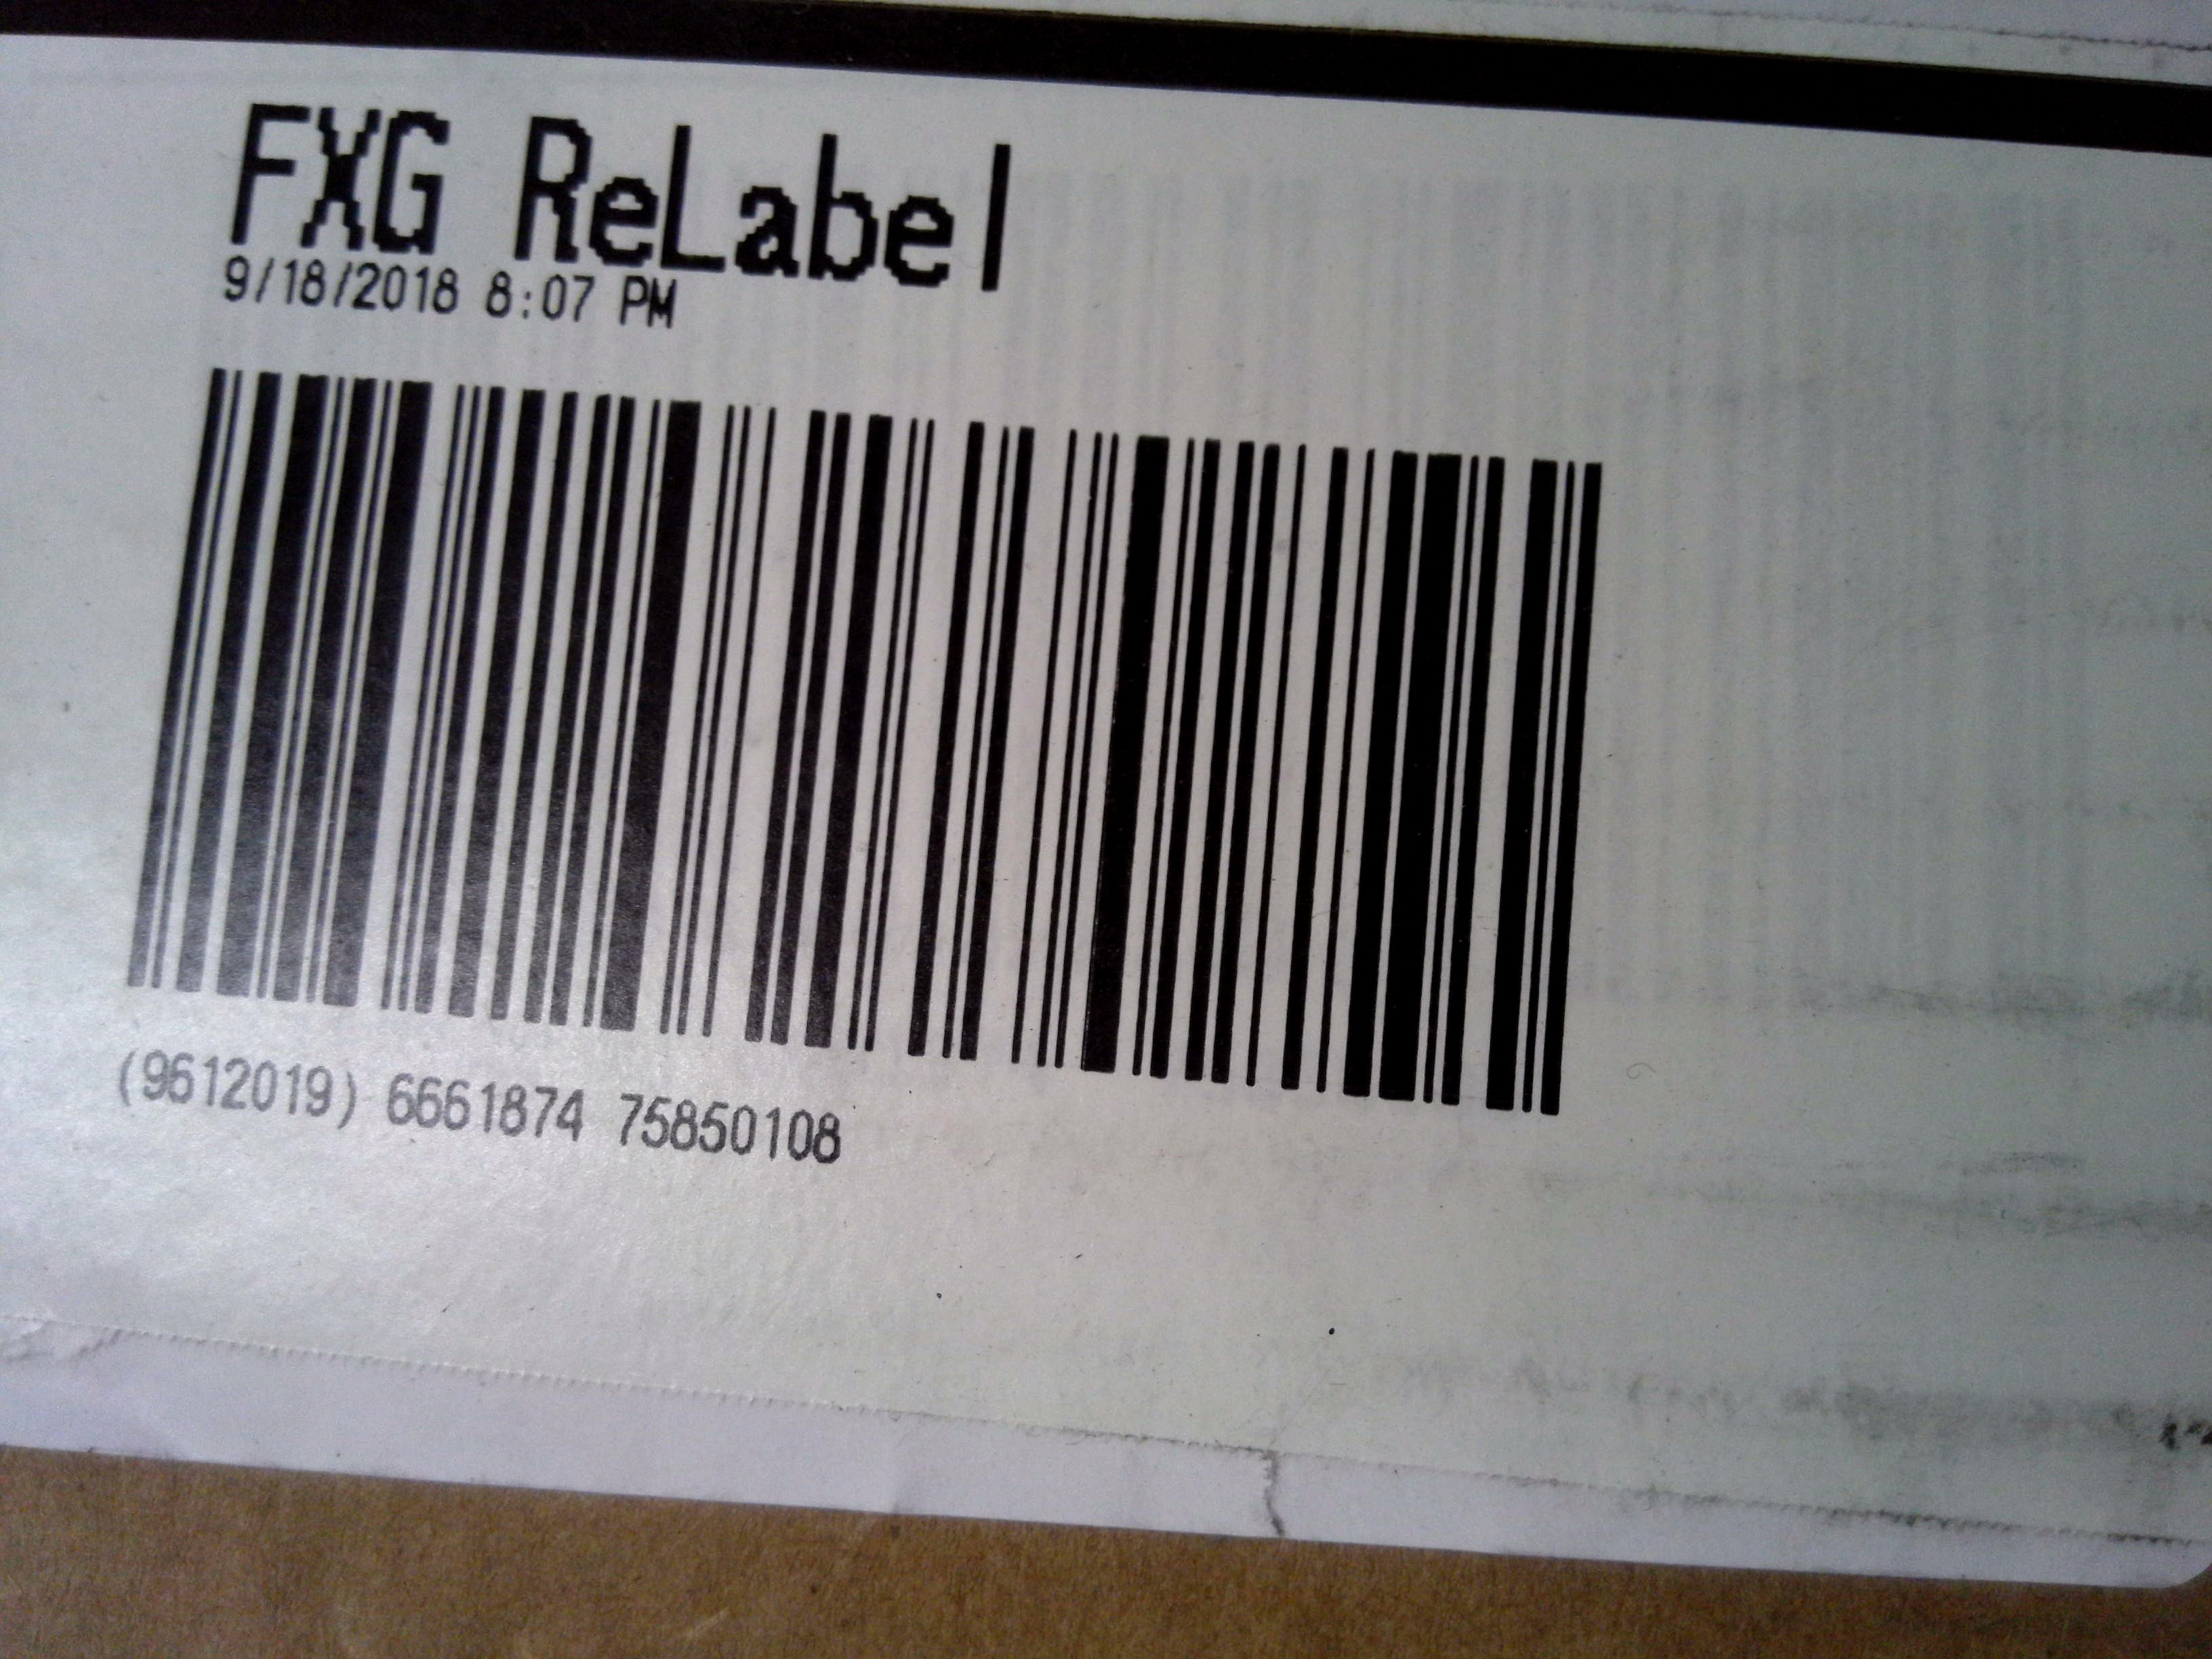 FXG ReLabel
9/18/2018 8:07 PM
(9612019) 6661874 75850108